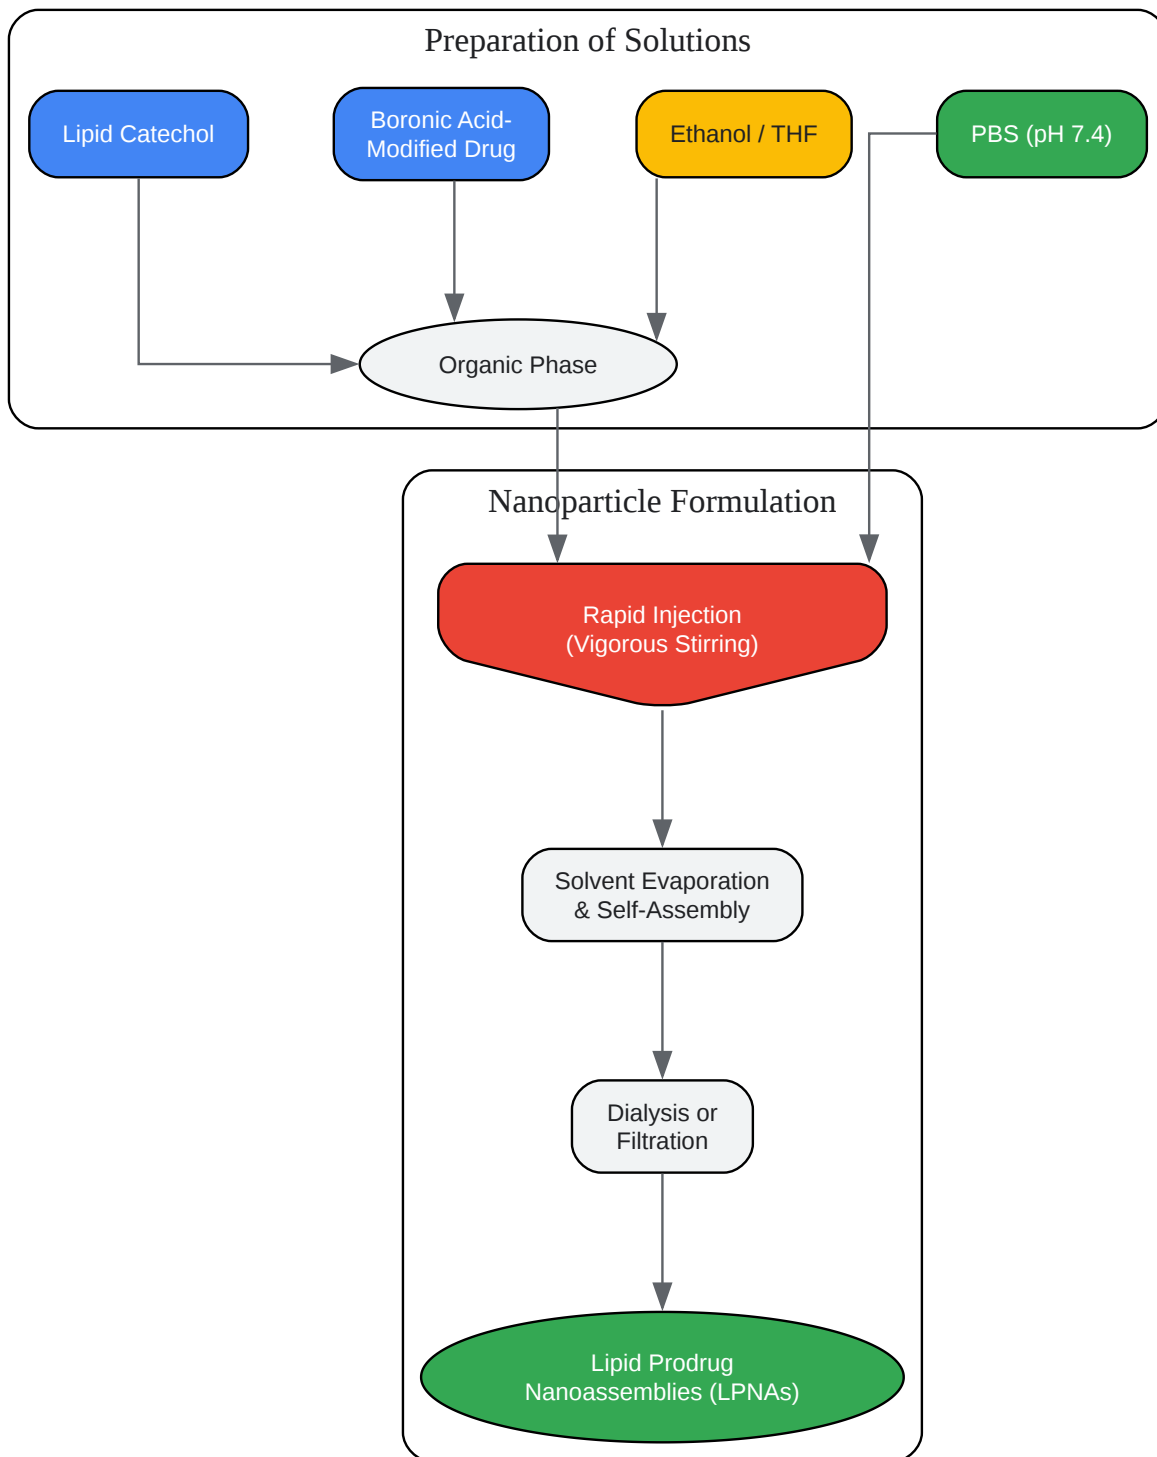 Preparation of Solutions
Lipid Catechol
Boronic Acid-
Modified Drug
Ethanol / THF
PBS (pH 7.4)
Organic Phase
Nanoparticle Formulation
Rapid Injection
(Vigorous Stirring)
Solvent Evaporation
& Self-Assembly
Dialysis or
Filtration
Lipid Prodrug
Nanoassemblies (LPNAs)